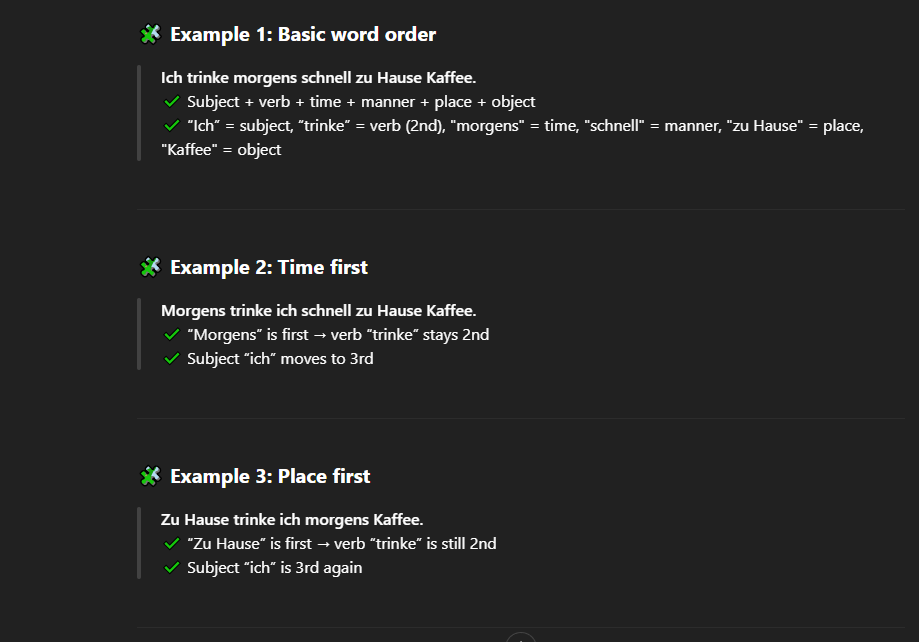 🧩 Example 1: Basic word order
Ich trinke morgens schnell zu Hause Kaffee.
✓ Subject + verb + time + manner + place + object
✓ “Ich” = subject, “trinke” = verb (2nd), "morgens" = time, "schnell" = manner, "zu Hause" = place,
"Kaffee" = object
🧩 Example 2: Time first
Morgens trinke ich schnell zu Hause Kaffee.
✓ “Morgens” is first → verb “trinke” stays 2nd
✓ Subject “ich” moves to 3rd
🧩 Example 3: Place first
Zu Hause trinke ich morgens Kaffee.
✓ “Zu Hause” is first → verb “trinke” is still 2nd
✓ Subject “ich” is 3rd again